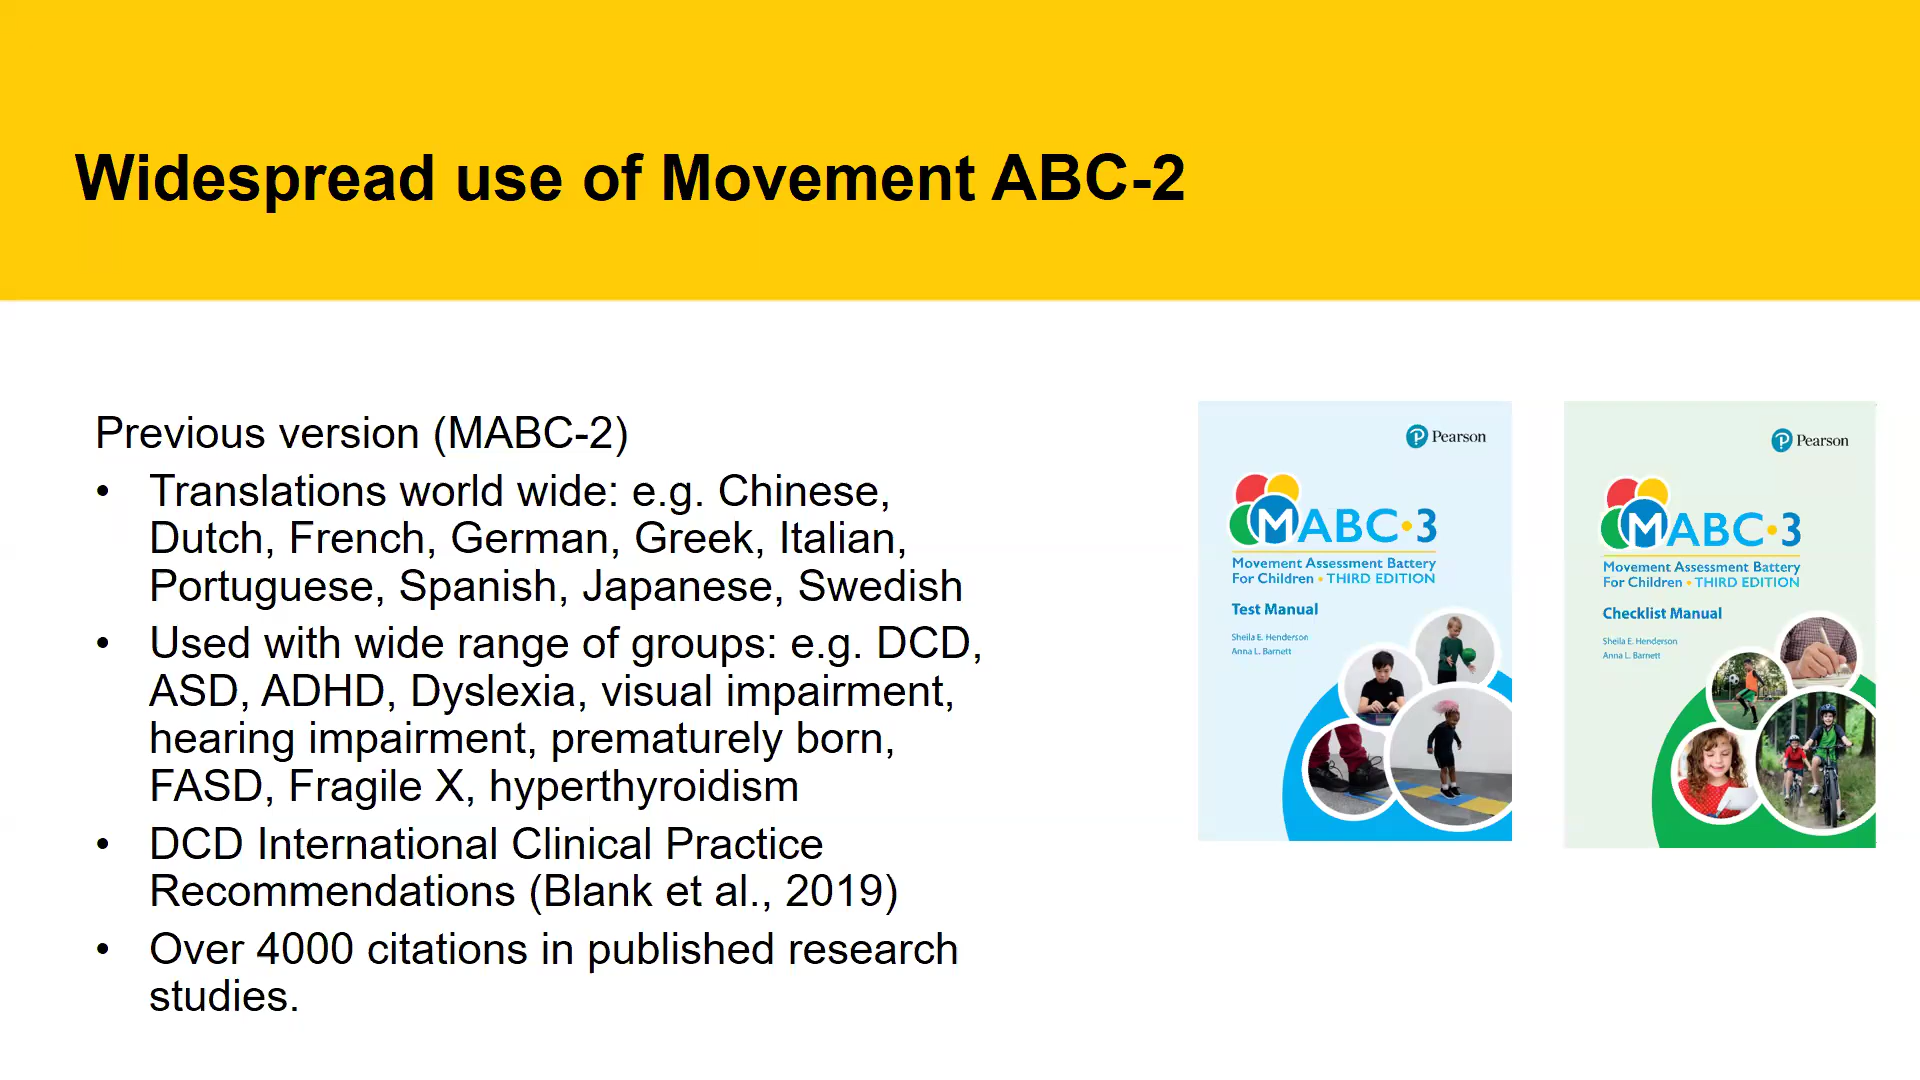 Widespread use of Movement ABC-2
Previous version (MABC-2)
• Translations world wide: e.g. Chinese,
Dutch, French, German, Greek, Italian,
Portuguese, Spanish, Japanese, Swedish
• Used with wide range of groups: e.g. DCD,
ASD, ADHD, Dyslexia, visual impairment,
hearing impairment, prematurely born,
FASD, Fragile X, hyperthyroidism
• DCD International Clinical Practice
Recommendations (Blank et al., 2019)
• Over 4000 citations in published research
studies.
Pearson
MABC•3
Movement Assessment Battery
For Children • THIRD EDITION
Test Manual
Sheila E. Henderson
Anna L. Barnett
Pearson
MABC•3
Movement Assessment Battery
For Children • THIRD EDITION
Checklist Manual
Sheila E. Henderson
Anna L. Barnett